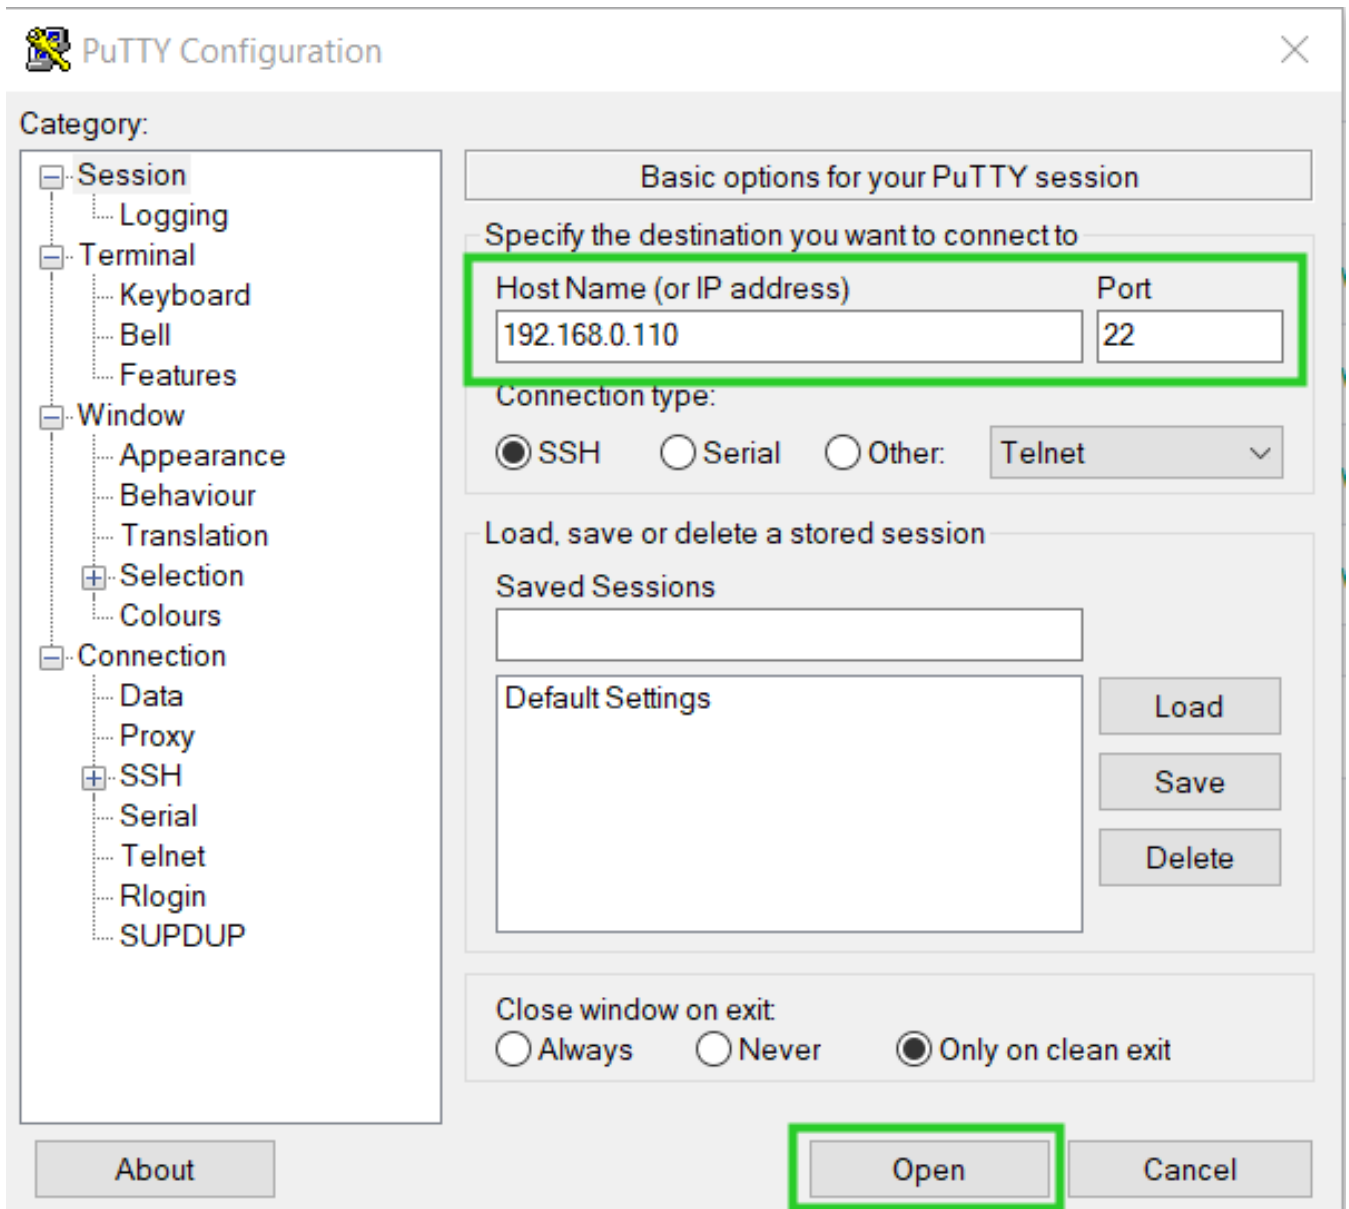 PuTTY Configuration
Category:
Session
Logging
Terminal
Keyboard
Bell
Features
Window
Appearance
Behaviour
Translation
Selection
Colours
Connection
Data
Proxy
SSH
Serial
Telnet
Rlogin
SUPDUP
Basic options for your PuTTY session
Specify the destination you want to connect to
Host Name (or IP address) Port
192.168.0.110 22
Connection type:
SSH Serial Other: Telnet
Load, save or delete a stored session
Saved Sessions
Default Settings
Load
Save
Delete
Close window on exit:
Always Never Only on clean exit
About Open Cancel